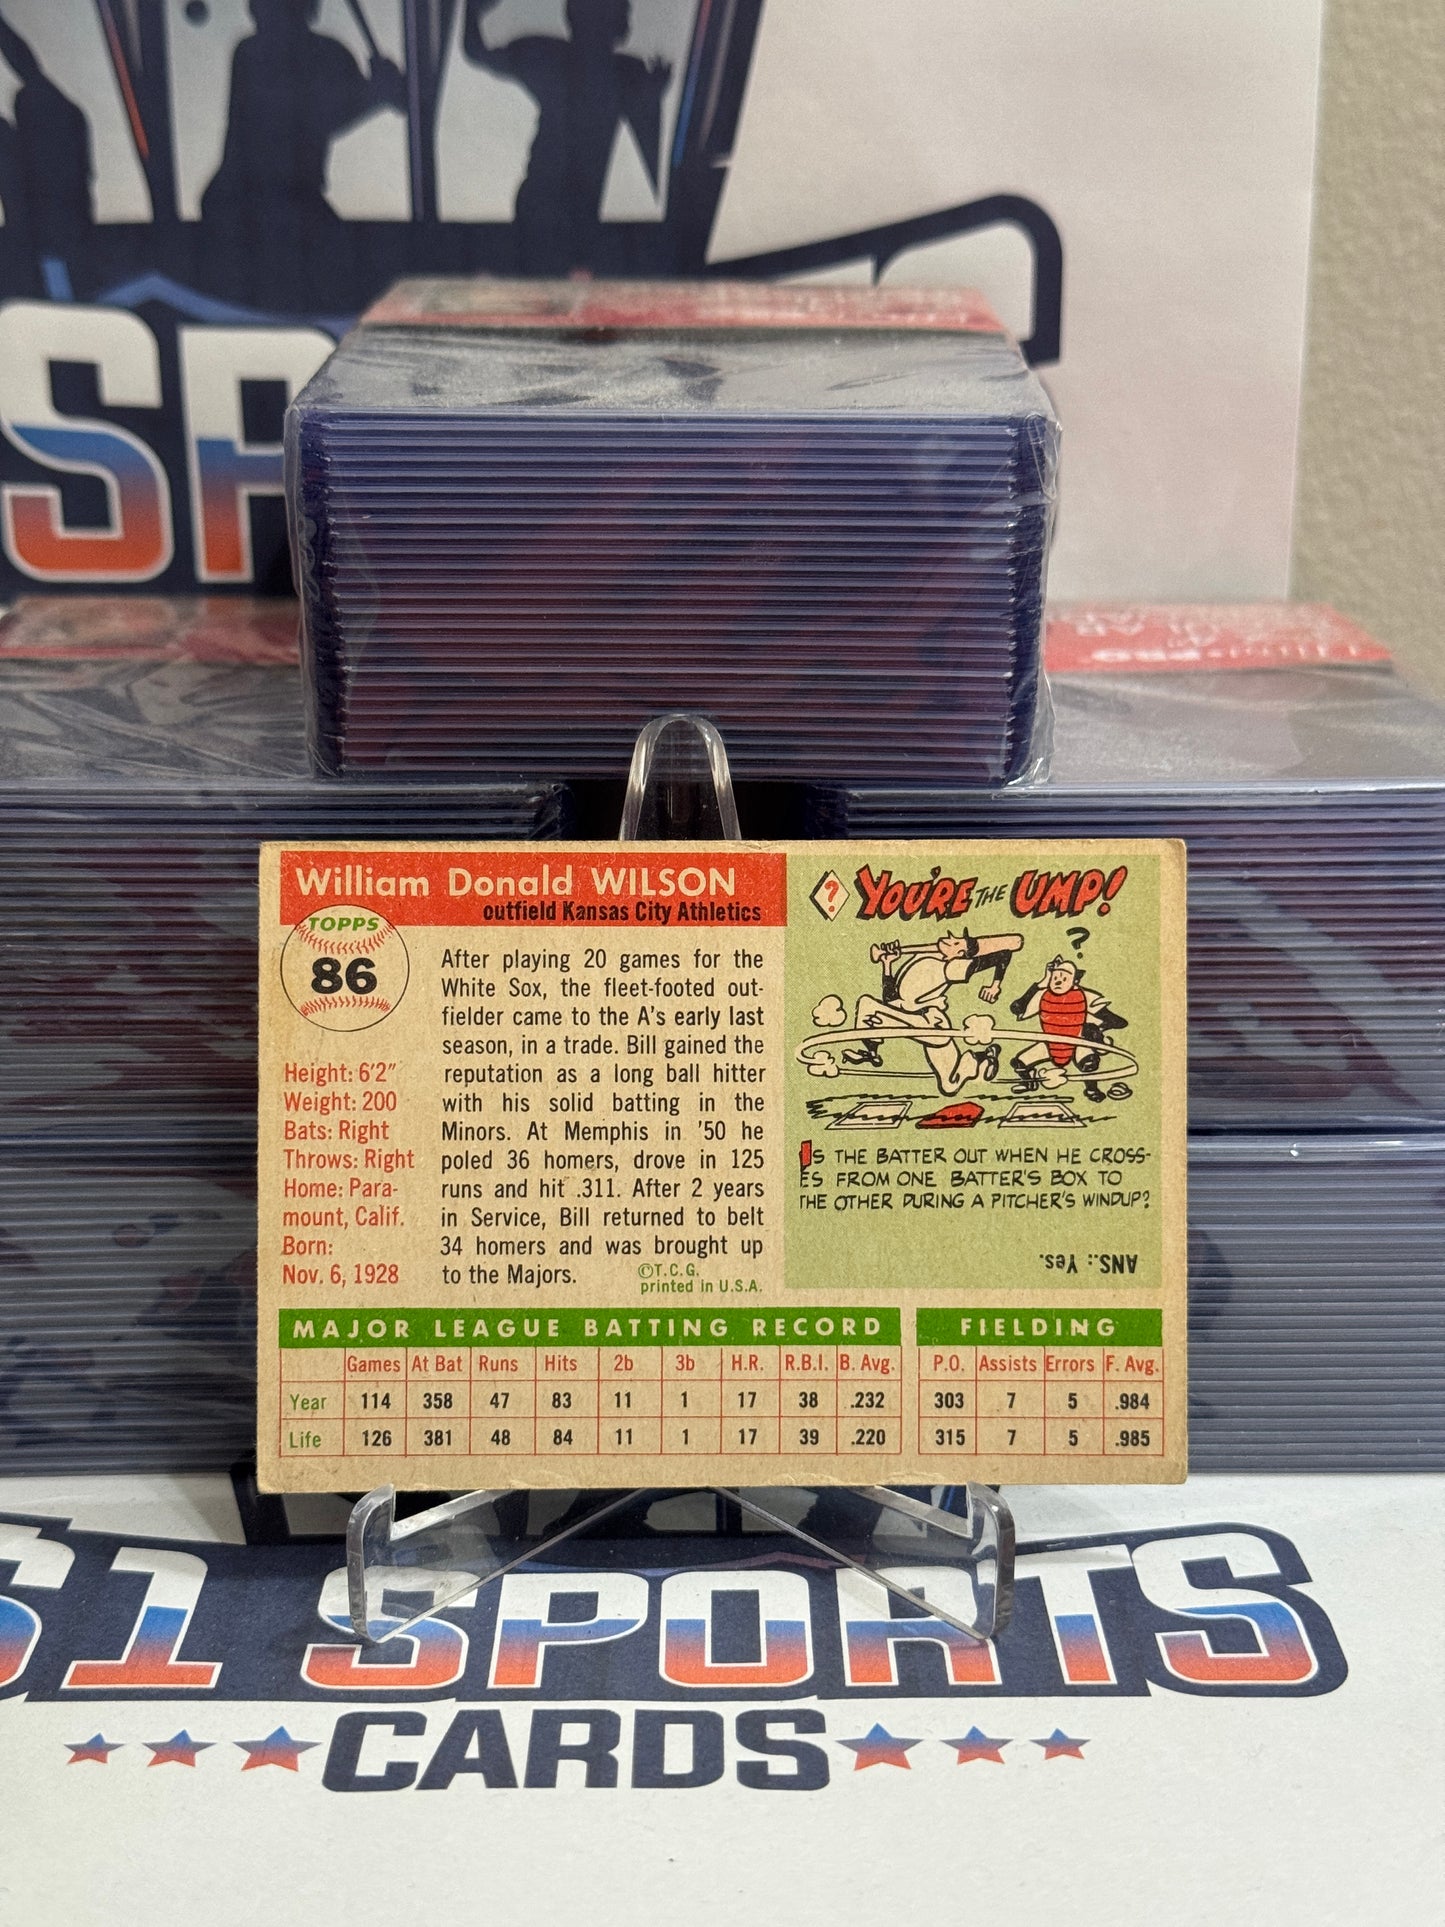 SP
William Donald WILSON
outfield Kansas City Athletics
TOPPS
86
Height: 6'2"
Weight: 200
Bats: Right
Throws: Right
Home: Para-
mount, Calif.
Born:
Nov. 6, 1928
After playing 20 games for the
White Sox, the fleet-footed out-
fielder came to the A's early last
season, in a trade. Bill gained the
reputation as a long ball hitter
with his solid batting in the
Minors. At Memphis in '50 he
poled 36 homers, drove in 125
runs and hit .311. After 2 years
in Service, Bill returned to belt
34 homers and was brought up
to the Majors.
©T.C.G.
printed in U.S.A.
? YOU'RE THE UMP!
?
IS THE BATTER OUT WHEN HE CROSS-
ES FROM ONE BATTER'S BOX TO
THE OTHER DURING A PITCHER'S WINDUP?
ANS.: Yes.
MAJOR LEAGUE BATTING RECORD
Games At Bat Runs Hits 2b 3b H.R. R.B.I. B. Avg.
Year 114 358 47 83 11 1 17 38 .232
Life 126 381 48 84 11 1 17 39 .220
FIELDING
P.O. Assists Errors F. Avg.
303 7 5 .984
315 7 5 .985
51 SPORTS
CARDS